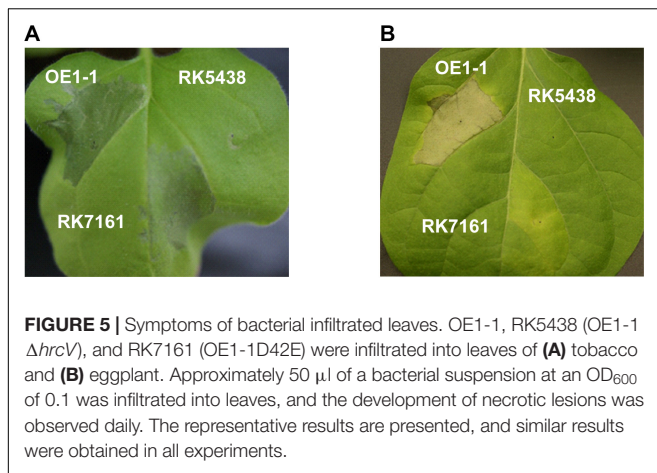 A
OE1-1
RK5438
RK7161
B
OE1-1
RK5438
RK7161
FIGURE 5 | Symptoms of bacterial infiltrated leaves. OE1-1, RK5438 (OE1-1
ΔhrcV), and RK7161 (OE1-1D42E) were infiltrated into leaves of (A) tobacco
and (B) eggplant. Approximately 50 μl of a bacterial suspension at an OD₆₀₀
of 0.1 was infiltrated into leaves, and the development of necrotic lesions was
observed daily. The representative results are presented, and similar results
were obtained in all experiments.